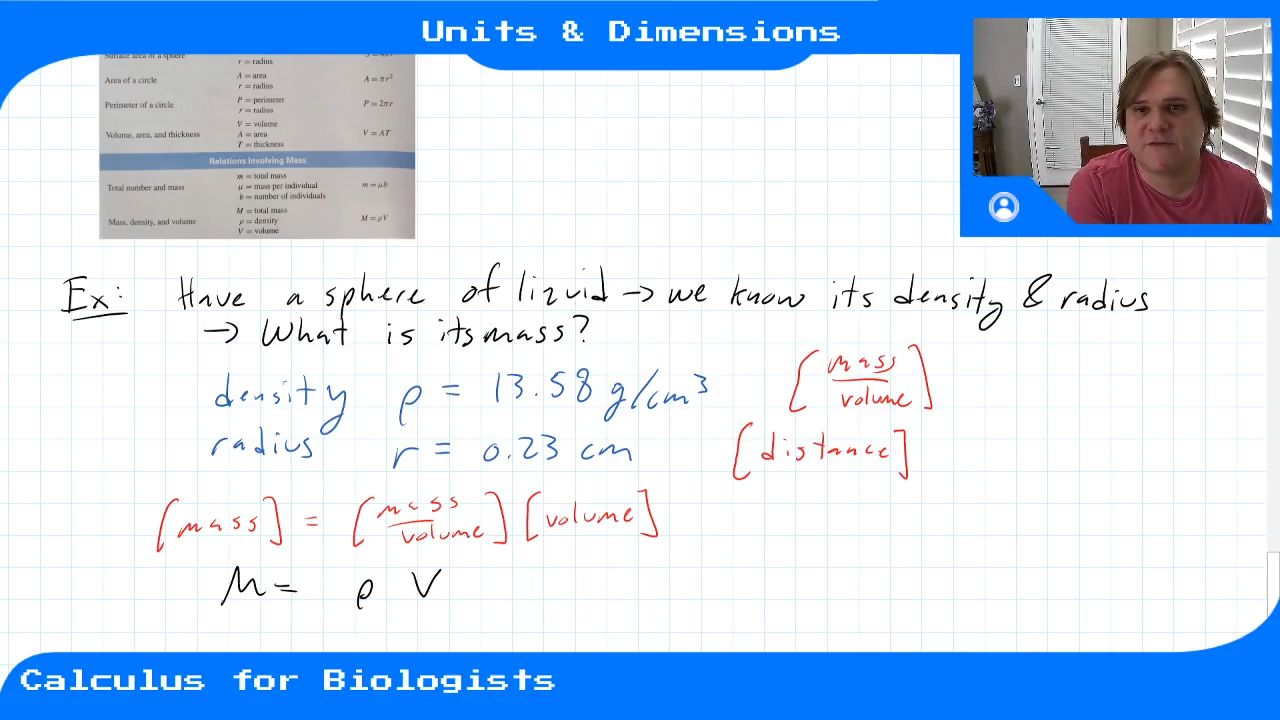 Units & Dimensions
Surface area of a sphere
r = radius
Area of a circle
A = area
r = radius
A = πr²
Perimeter of a circle
P = perimeter
r = radius
P = 2πr
Volume, area, and thickness
V = volume
A = area
T = thickness
V = AT
Relations Involving Mass
Total number and mass
m = total mass
μ = mass per individual
b = number of individuals
m = μb
Mass, density, and volume
M = total mass
ρ = density
V = volume
M = ρV
Ex: Have a sphere of liquid → we know its density & radius
→ What is its mass?
density ρ = 13.58 g/cm³ [mass/volume]
radius r = 0.23 cm [distance]
[mass] = [mass/volume] [volume]
M = ρ V
Calculus for Biologists